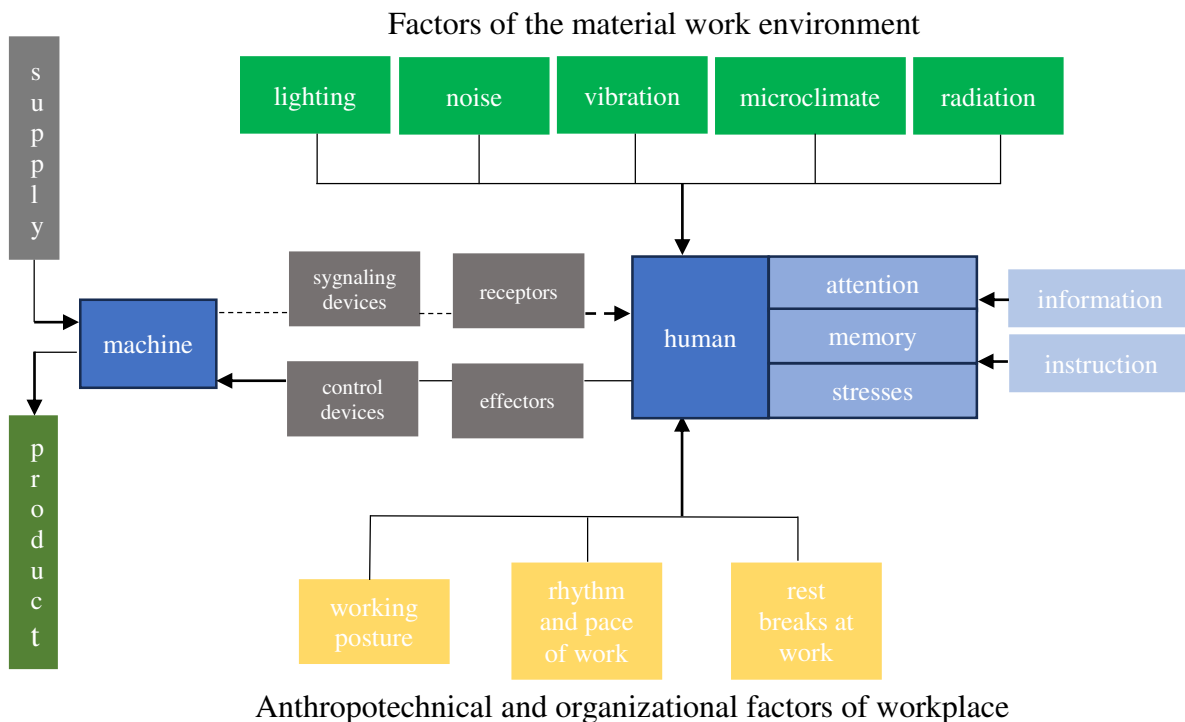 Factors of the material work environment
supply
lighting
noise
vibration
microclimate
radiation
sygnaling
devices
receptors
attention
information
machine
human
memory
instruction
control
devices
effectors
stresses
product
working
posture
rhythm
and pace
of work
rest
breaks at
work
Anthropotechnical and organizational factors of workplace